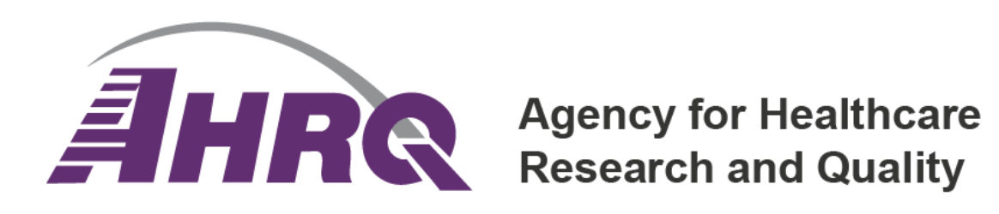 AHRQ
Agency for Healthcare
Research and Quality